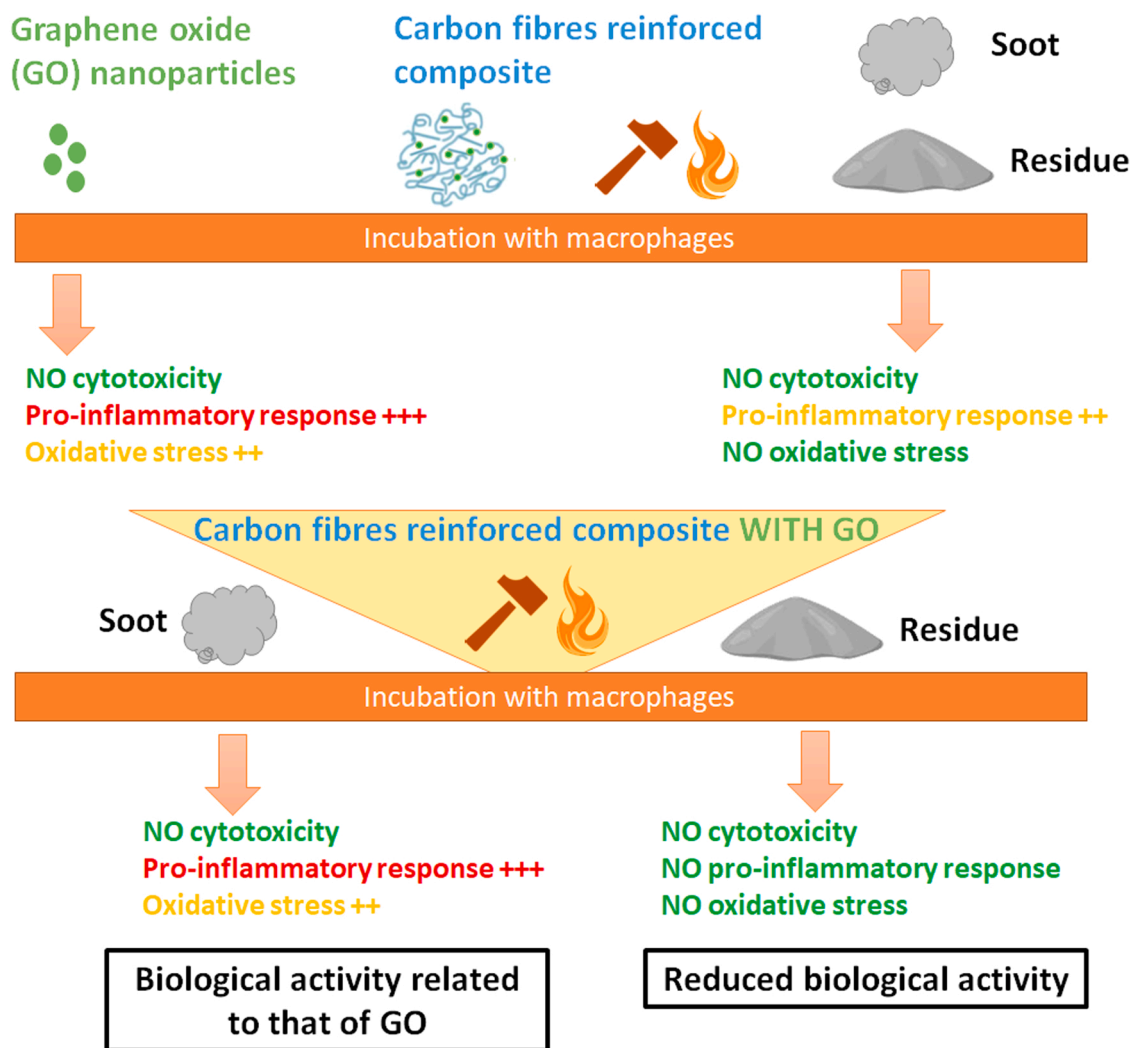 Graphene oxide
(GO) nanoparticles
Carbon fibres reinforced
composite
Soot
Residue
Incubation with macrophages
NO cytotoxicity
Pro-inflammatory response +++
Oxidative stress ++
NO cytotoxicity
Pro-inflammatory response ++
NO oxidative stress
Carbon fibres reinforced composite WITH GO
Soot
Residue
Incubation with macrophages
NO cytotoxicity
Pro-inflammatory response +++
Oxidative stress ++
NO cytotoxicity
NO pro-inflammatory response
NO oxidative stress
Biological activity related
to that of GO
Reduced biological activity